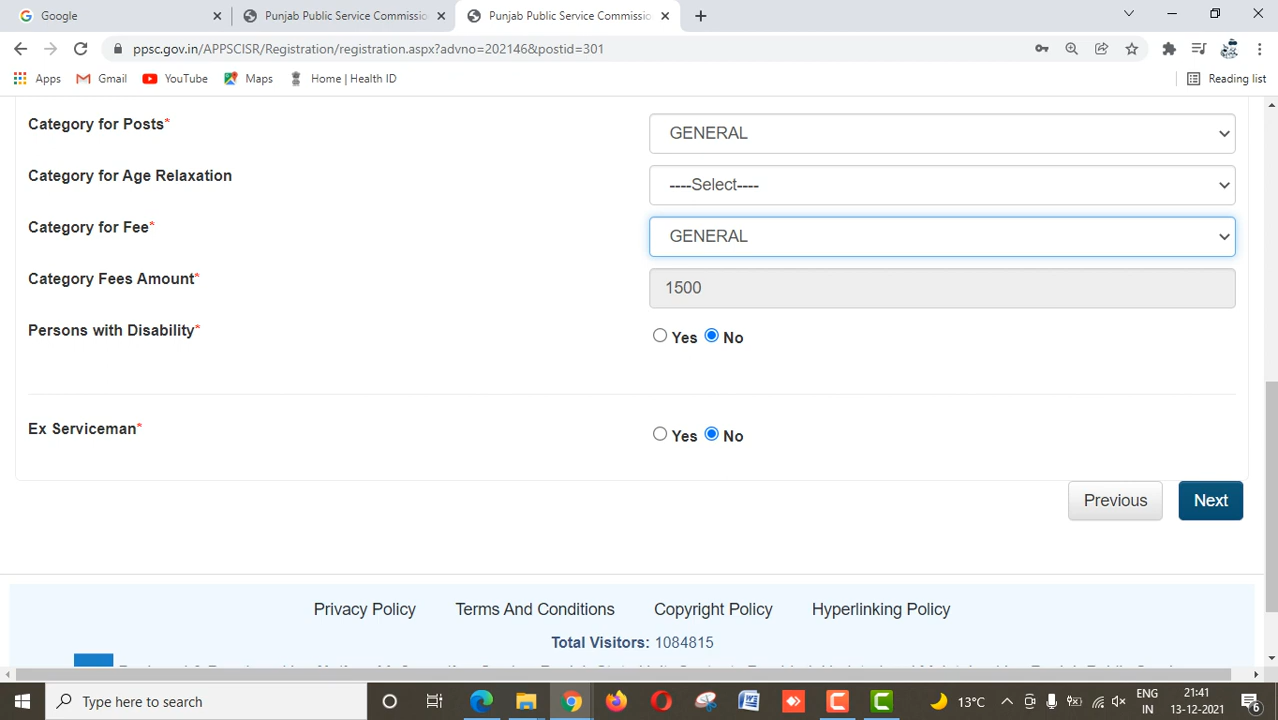 Google
Punjab Public Service Commissio
Punjab Public Service Commissio
ppsc.gov.in/APPSCISR/Registration/registration.aspx?advno=202146&postid=301
Apps
Gmail
YouTube
Maps
Home | Health ID
Reading list
Category for Posts*
GENERAL
Category for Age Relaxation
----Select----
Category for Fee*
GENERAL
Category Fees Amount*
1500
Persons with Disability*
Yes
No
Ex Serviceman*
Yes
No
Previous
Next
Privacy Policy
Terms And Conditions
Copyright Policy
Hyperlinking Policy
Total Visitors: 1084815
Type here to search
13°C
ENG
IN
21:41
13-12-2021
6